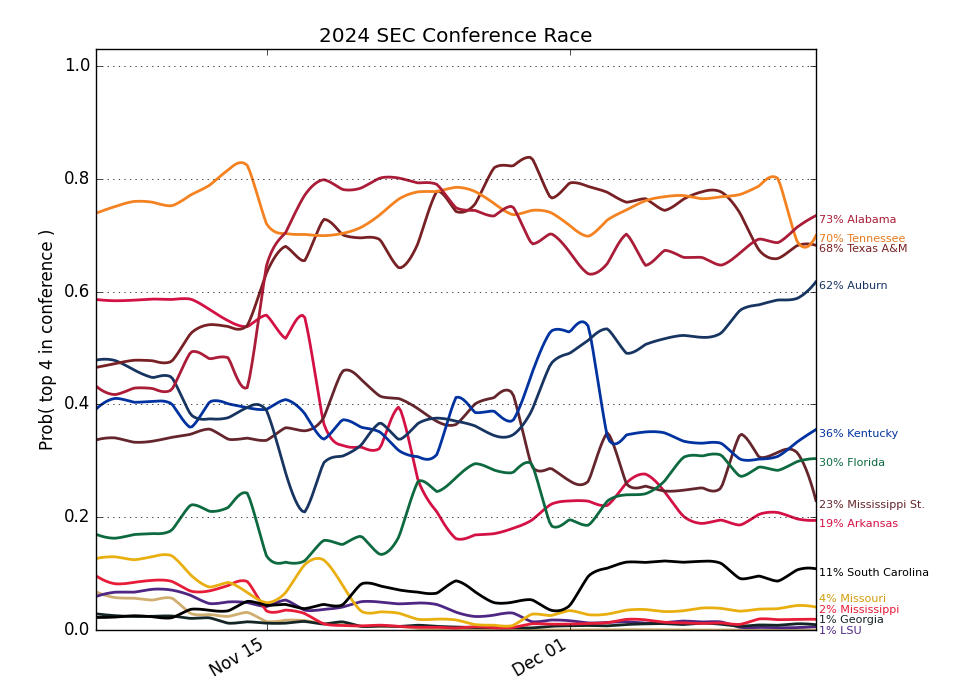 2024 SEC Conference Race
Prob( top 4 in conference )
1.0
0.8
0.6
0.4
0.2
0.0
Nov 15
Dec 01
73% Alabama
70% Tennessee
68% Texas A&M
62% Auburn
36% Kentucky
30% Florida
23% Mississippi St.
19% Arkansas
11% South Carolina
4% Missouri
2% Mississippi
1% Georgia
1% LSU